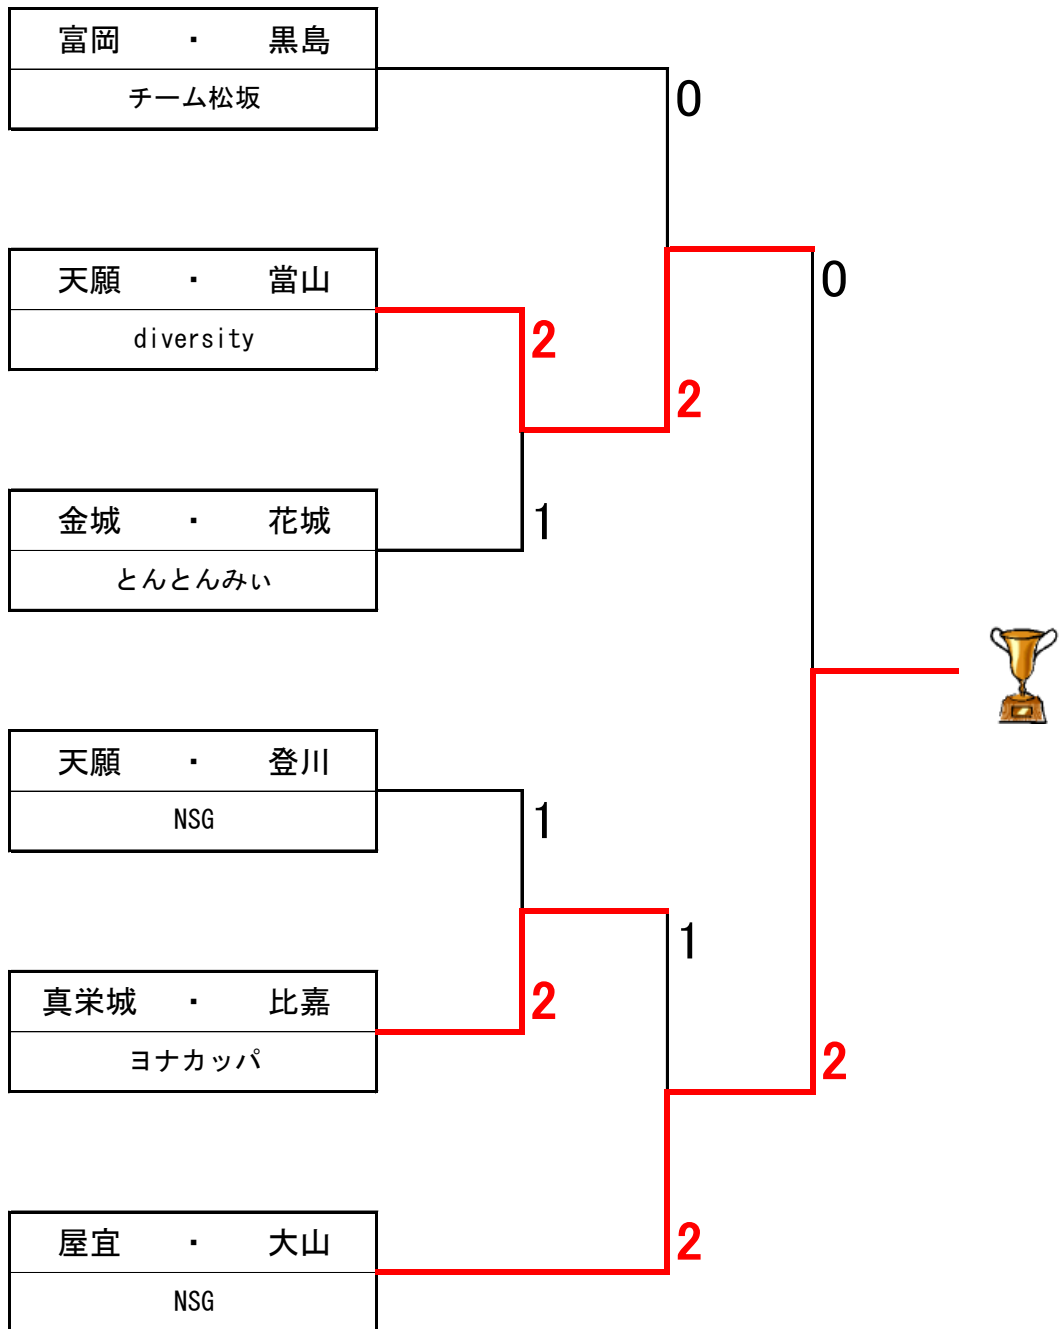 富岡 ・ 黒島
チーム松坂
0
天願 ・ 當山
diversity
0
2
2
金城 ・ 花城
とんとんみぃ
1
天願 ・ 登川
NSG
1
1
真栄城 ・ 比嘉
ヨナカッパ
2
2
屋宜 ・ 大山
NSG
2